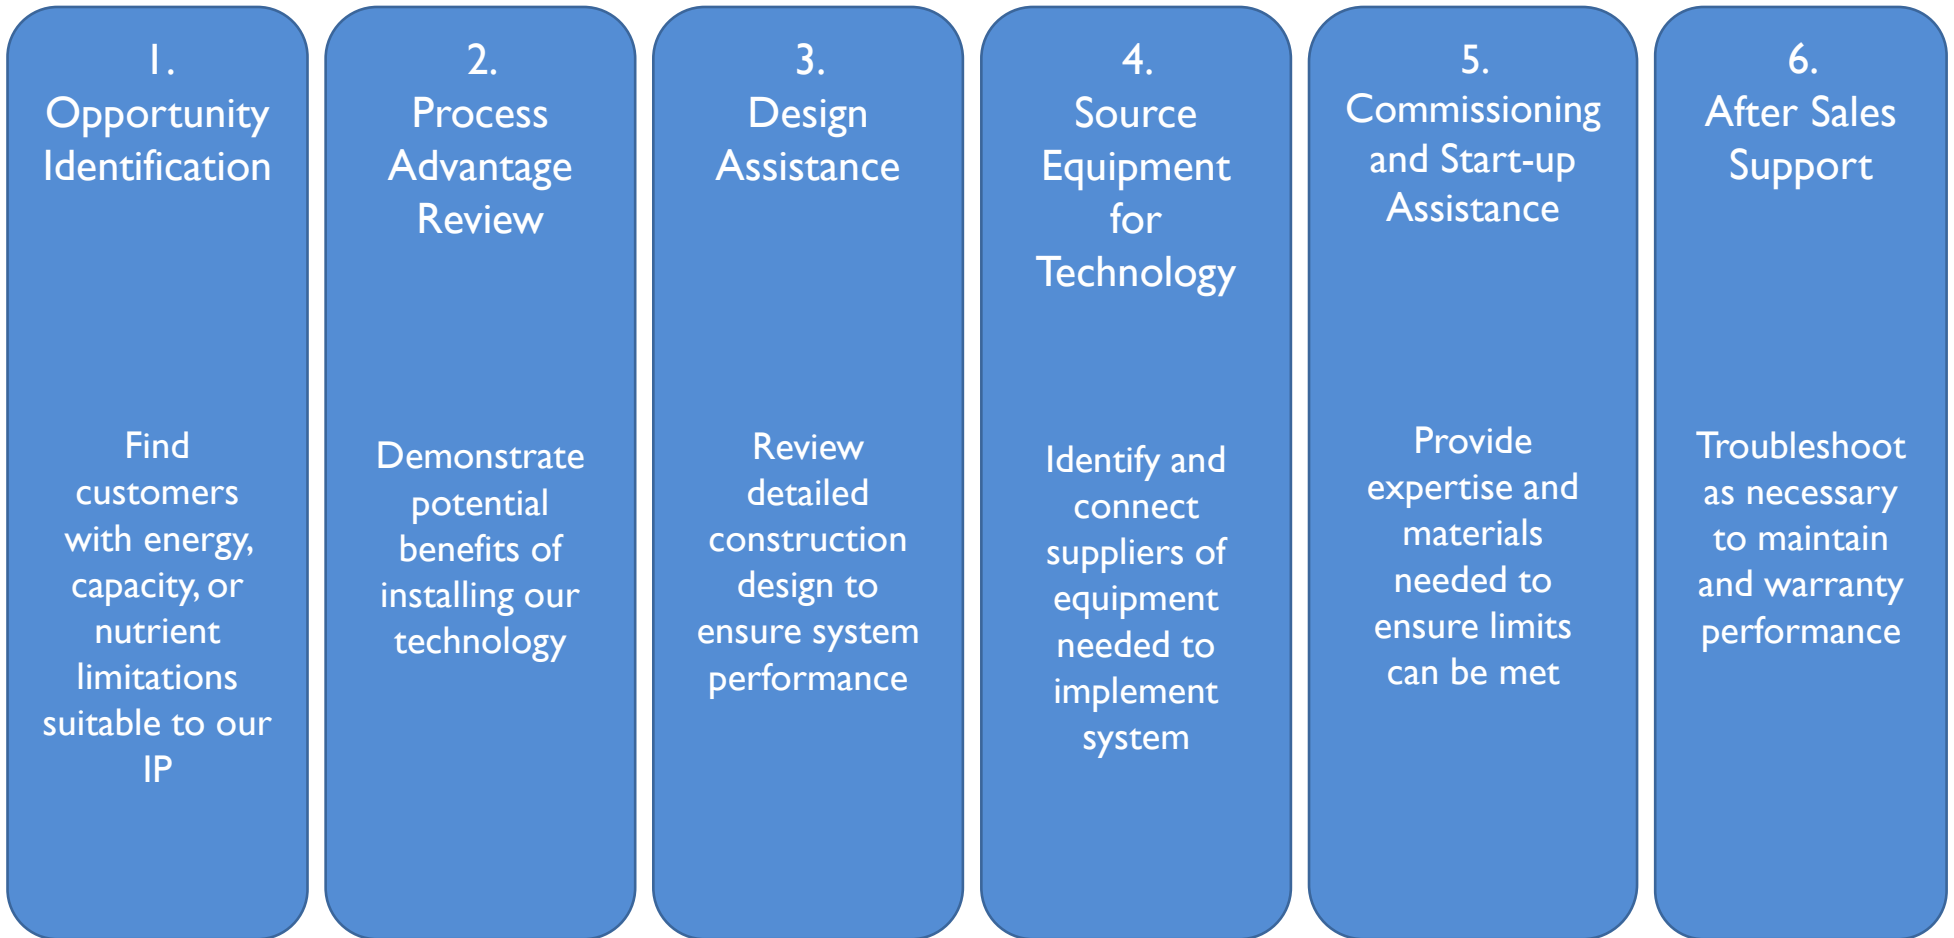 1.
Opportunity
Identification
Find
customers
with energy,
capacity, or
nutrient
limitations
suitable to our
IP
2.
Process
Advantage
Review
Demonstrate
potential
benefits of
installing our
technology
3.
Design
Assistance
Review
detailed
construction
design to
ensure system
performance
4.
Source
Equipment
for
Technology
Identify and
connect
suppliers of
equipment
needed to
implement
system
5.
Commissioning
and Start-up
Assistance
Provide
expertise and
materials
needed to
ensure limits
can be met
6.
After Sales
Support
Troubleshoot
as necessary
to maintain
and warranty
performance